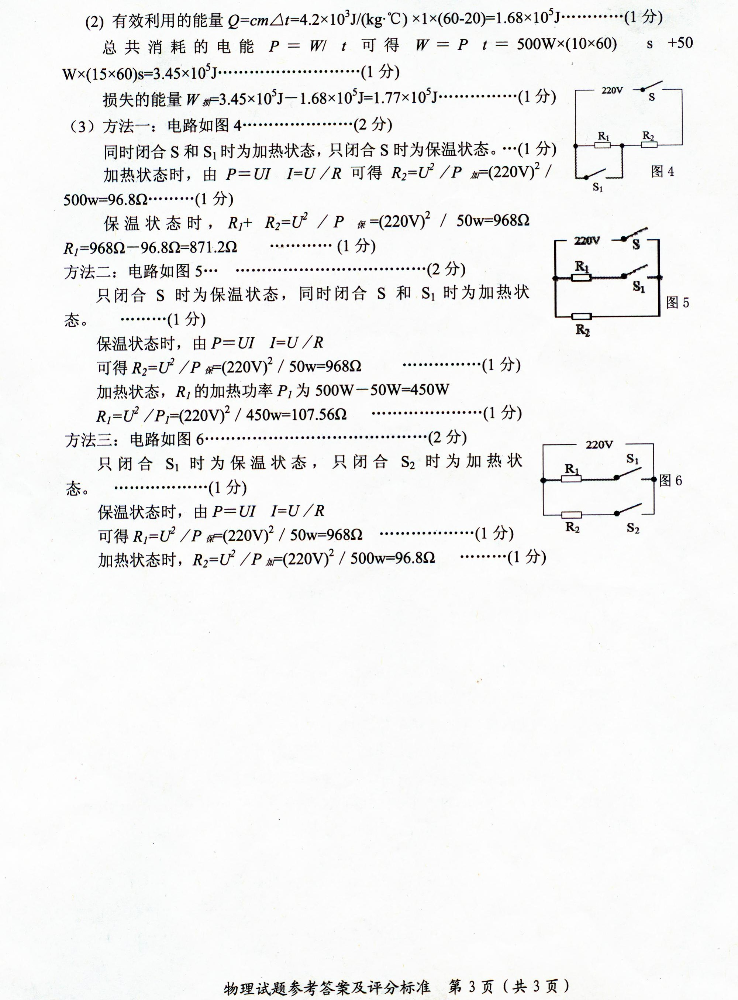 (2) 有效利用的能量 Q=cm△t=4.2×10³J/(kg·℃) ×1×(60-20)=1.68×10⁵J…………(1 分)
总共消耗的电能 P = W/ t 可得 W = P t = 500W×(10×60) s +50
W×(15×60)s=3.45×10⁵J………………………(1 分)
损失的能量 W 损=3.45×10⁵J－1.68×10⁵J=1.77×10⁵J……………(1 分)
220V S
（3）方法一：电路如图 4…………………(2 分)
同时闭合 S 和 S₁ 时为加热状态，只闭合 S 时为保温状态。…(1 分)
R₁ R₂
加热状态时，由 P＝UI I=U／R 可得 R₂=U²／P 加=(220V)² /
图 4
S₁
500w=96.8Ω………(1 分)
保温状态时，R₁+ R₂=U² ／ P 保 =(220V)² / 50w=968Ω
R₁=968Ω－96.8Ω=871.2Ω ………… (1 分)
220V S
方法二：电路如图 5… ………………………………(2 分)
R₁
S₁
只闭合 S 时为保温状态，同时闭合 S 和 S₁ 时为加热状
图 5
态。 ………(1 分)
R₂
保温状态时，由 P＝UI I=U／R
可得 R₂=U²／P 保=(220V)² / 50w=968Ω ……………(1 分)
加热状态，R₁ 的加热功率 P₁ 为 500W－50W=450W
R₁=U²／P₁=(220V)² / 450w=107.56Ω …………………(1 分)
方法三：电路如图 6……………………………………(2 分)
220V
只闭合 S₁ 时为保温状态，只闭合 S₂ 时为加热状
S₁
R₁
图 6
态。 ………………(1 分)
保温状态时，由 P＝UI I=U／R
R₂ S₂
可得 R₁=U²／P 保=(220V)² / 50w=968Ω ………………(1 分)
加热状态时，R₂=U²／P 加=(220V)² / 500w=96.8Ω ………(1 分)
物理试题参考答案及评分标准 第 3 页 ( 共 3 页 )